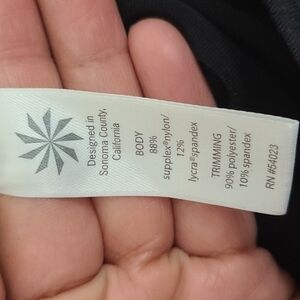 Designed in
Sonoma County,
California
BODY
88%
supplex®nylon/
12%
lycra®spandex
TRIMMING
90% polyester/
10% spandex
RN #54023